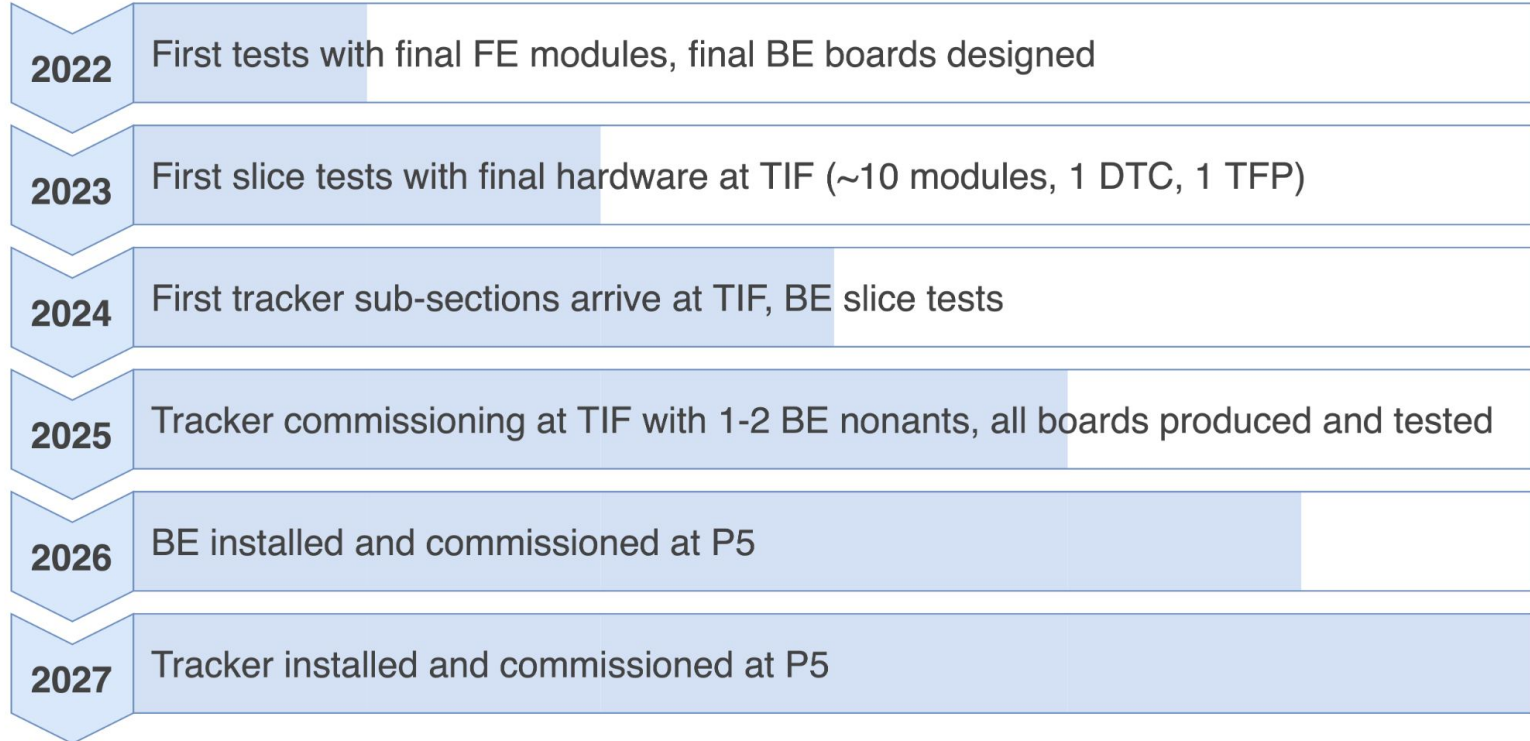 2022
First tests with final FE modules, final BE boards designed
2023
First slice tests with final hardware at TIF (~10 modules, 1 DTC, 1 TFP)
2024
First tracker sub-sections arrive at TIF, BE slice tests
2025
Tracker commissioning at TIF with 1-2 BE nonants, all boards produced and tested
2026
BE installed and commissioned at P5
2027
Tracker installed and commissioned at P5